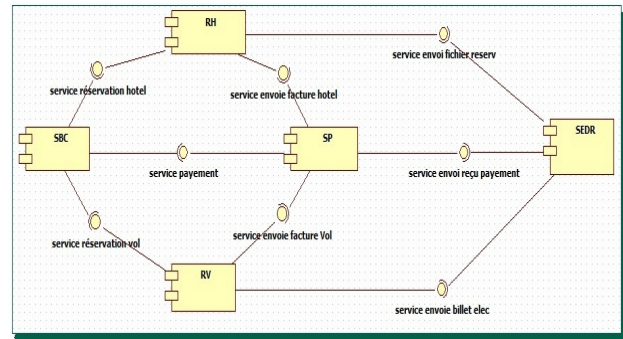 RH
service envoi fichier reserv
service réservation hotel
service envoie facture hotel
SBC
SP
SEDR
service payement
service envoi reçu payement
service réservation vol
service envoie facture Vol
RV
service envoie billet elec